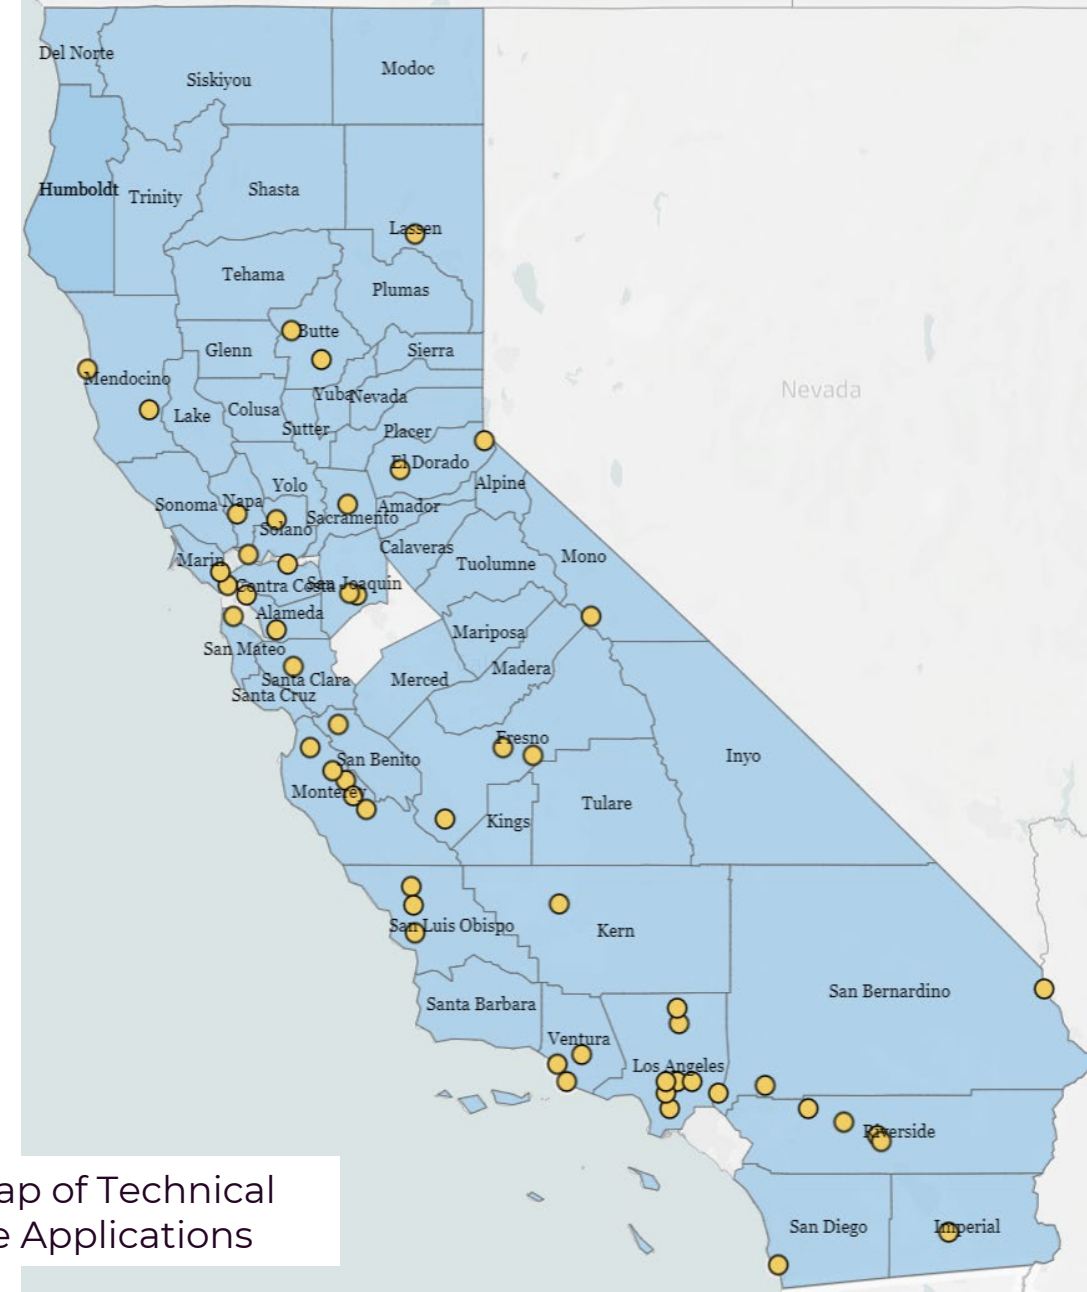 Del Norte
Siskiyou
Modoc
Humboldt
Trinity
Shasta
Lassen
Tehama
Plumas
Butte
Glenn
Sierra
Mendocino
Lake
Colusa
Yuba
Nevada
Nevada
Sutter
Placer
El Dorado
Yolo
Alpine
Sonoma
Napa
Sacramento
Amador
Solano
Marin
Calaveras
Tuolumne
Mono
Contra Costa
San Joaquin
Alameda
Mariposa
San Mateo
Santa Clara
Merced
Madera
Santa Cruz
Fresno
San Benito
Inyo
Monterey
Tulare
Kings
San Luis Obispo
Kern
Santa Barbara
San Bernardino
Ventura
Los Angeles
Riverside
ap of Technical
e Applications
San Diego
Imperial